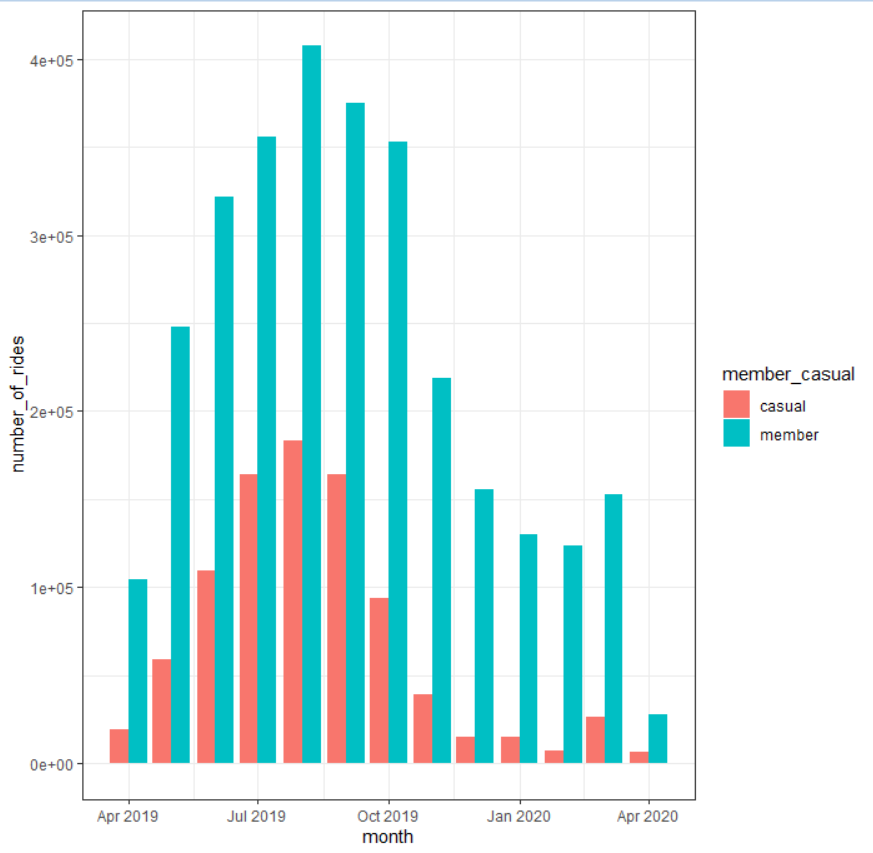 4e+05
3e+05
2e+05
1e+05
0e+00
number_of_rides
Apr 2019
Jul 2019
Oct 2019
Jan 2020
Apr 2020
month
member_casual
casual
member